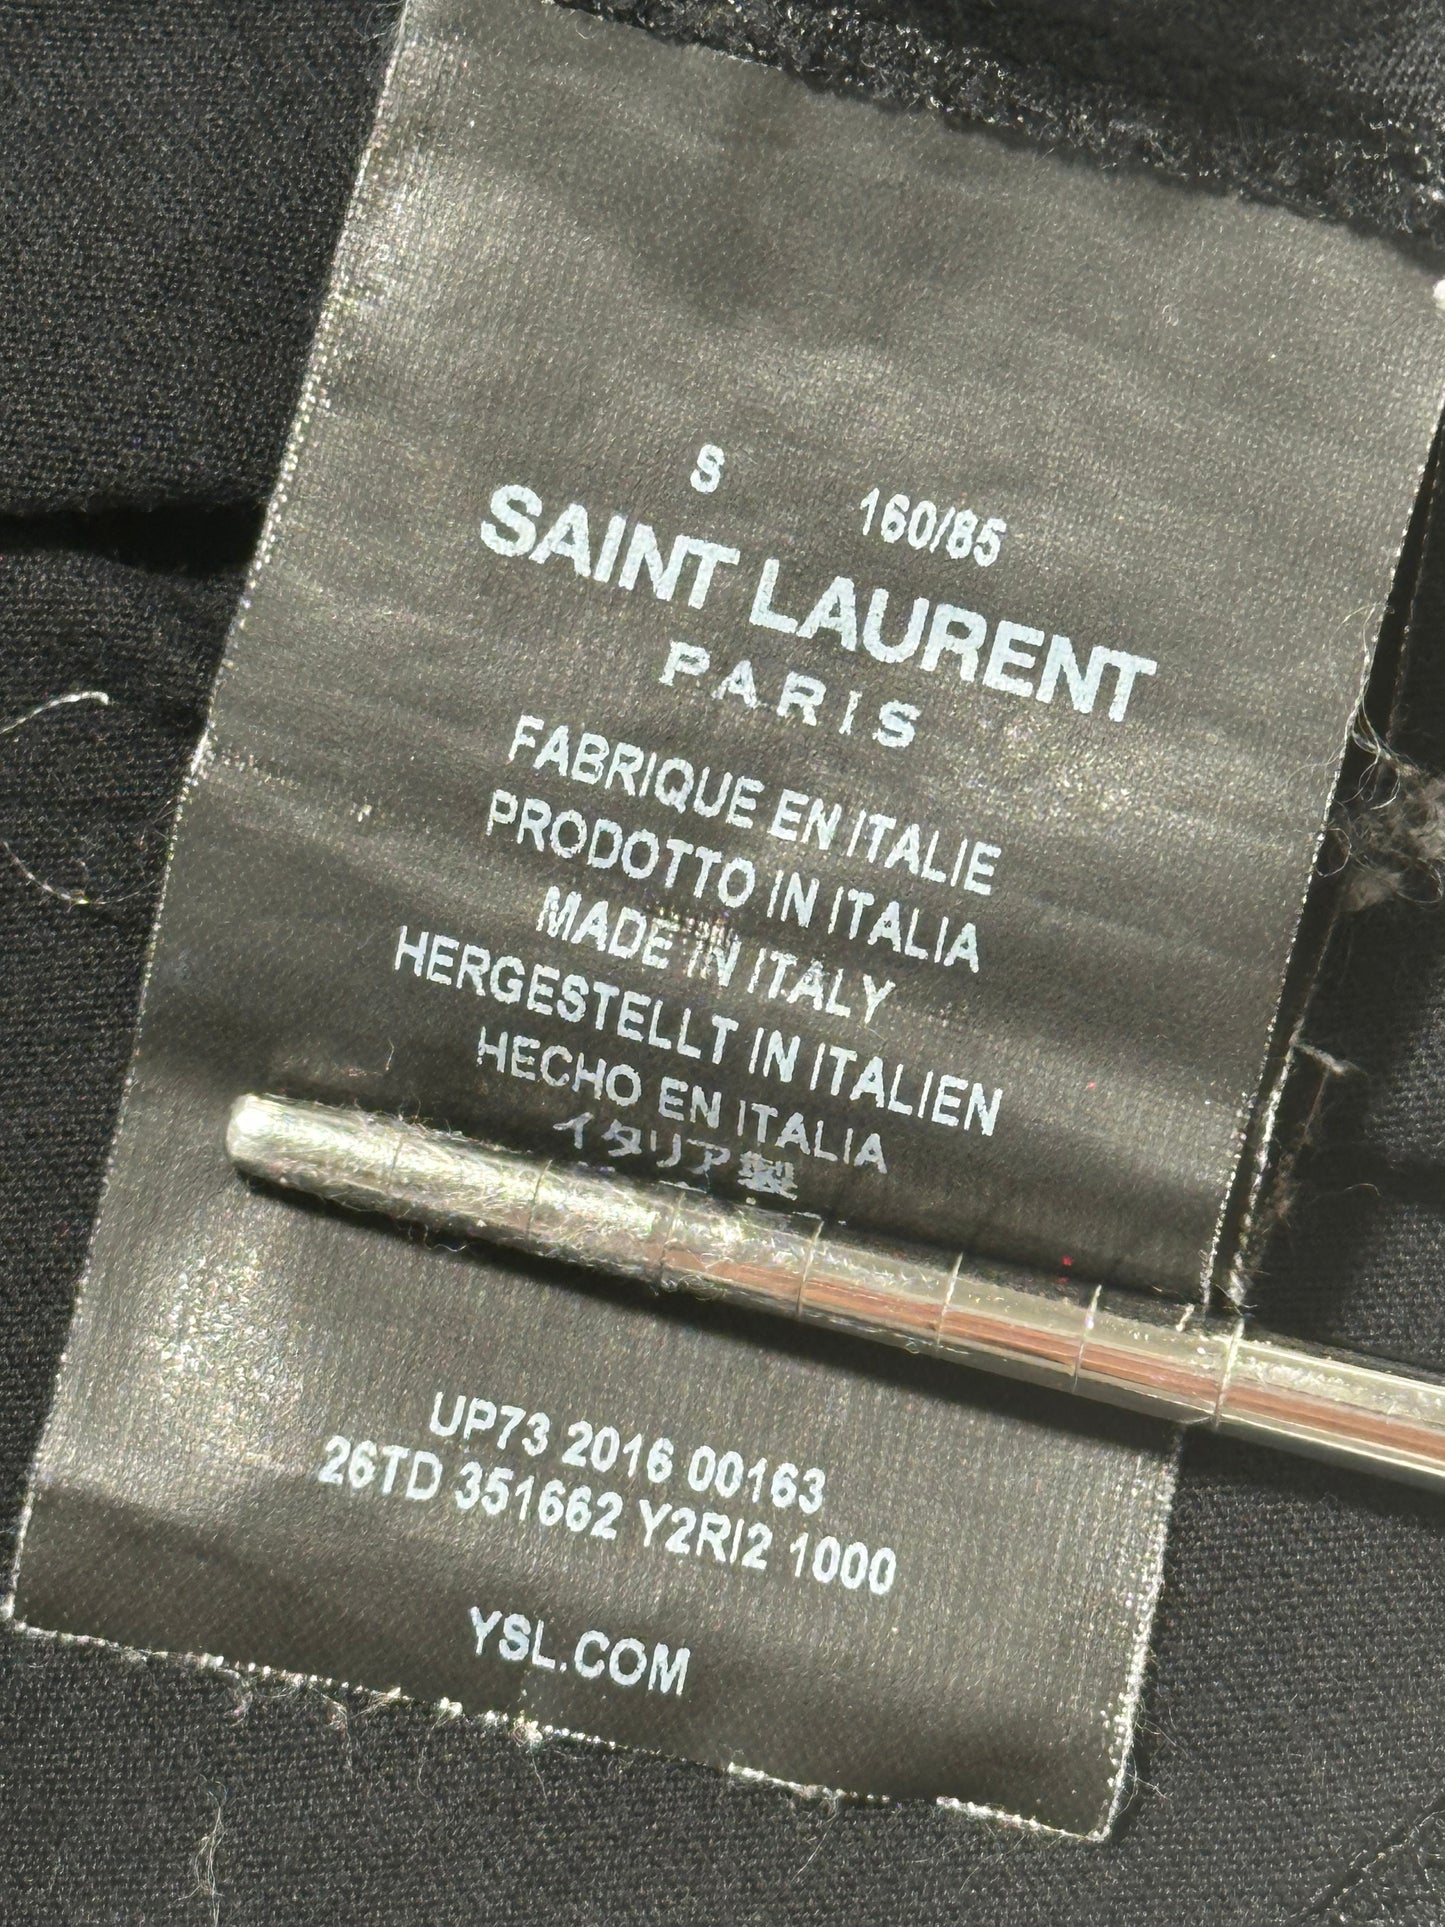 S 160/85
SAINT LAURENT
PARIS
FABRIQUE EN ITALIE
PRODOTTO IN ITALIA
MADE IN ITALY
HERGESTELLT IN ITALIEN
HECHO EN ITALIA
イタリア製
UP73 2016 00163
26TD 351662 Y2RI2 1000
YSL.COM